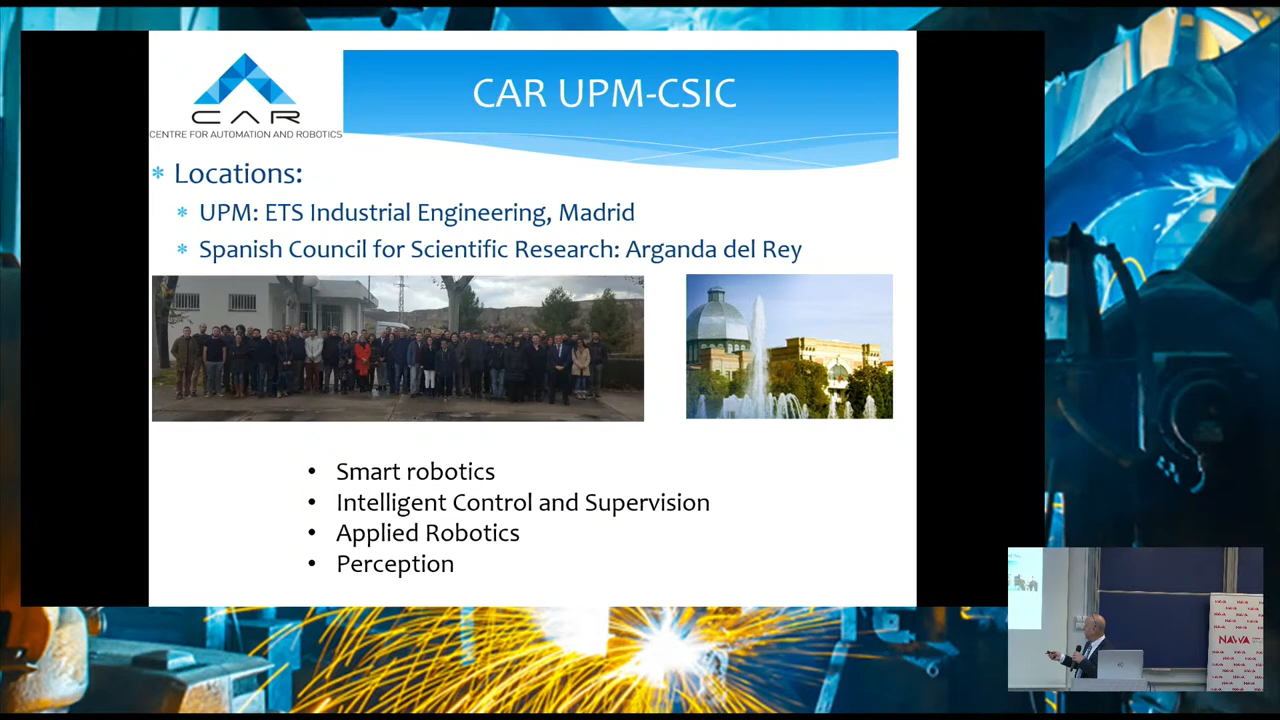 CAR
CENTRE FOR AUTOMATION AND ROBOTICS
CAR UPM-CSIC
* Locations:
* UPM: ETS Industrial Engineering, Madrid
* Spanish Council for Scientific Research: Arganda del Rey
• Smart robotics
• Intelligent Control and Supervision
• Applied Robotics
• Perception
NAWA